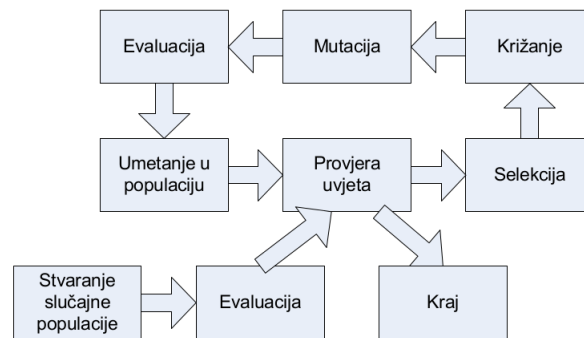 Evaluacija
Mutacija
Križanje
Umetanje u
populaciju
Provjera
uvjeta
Selekcija
Stvaranje
slučajne
populacije
Evaluacija
Kraj